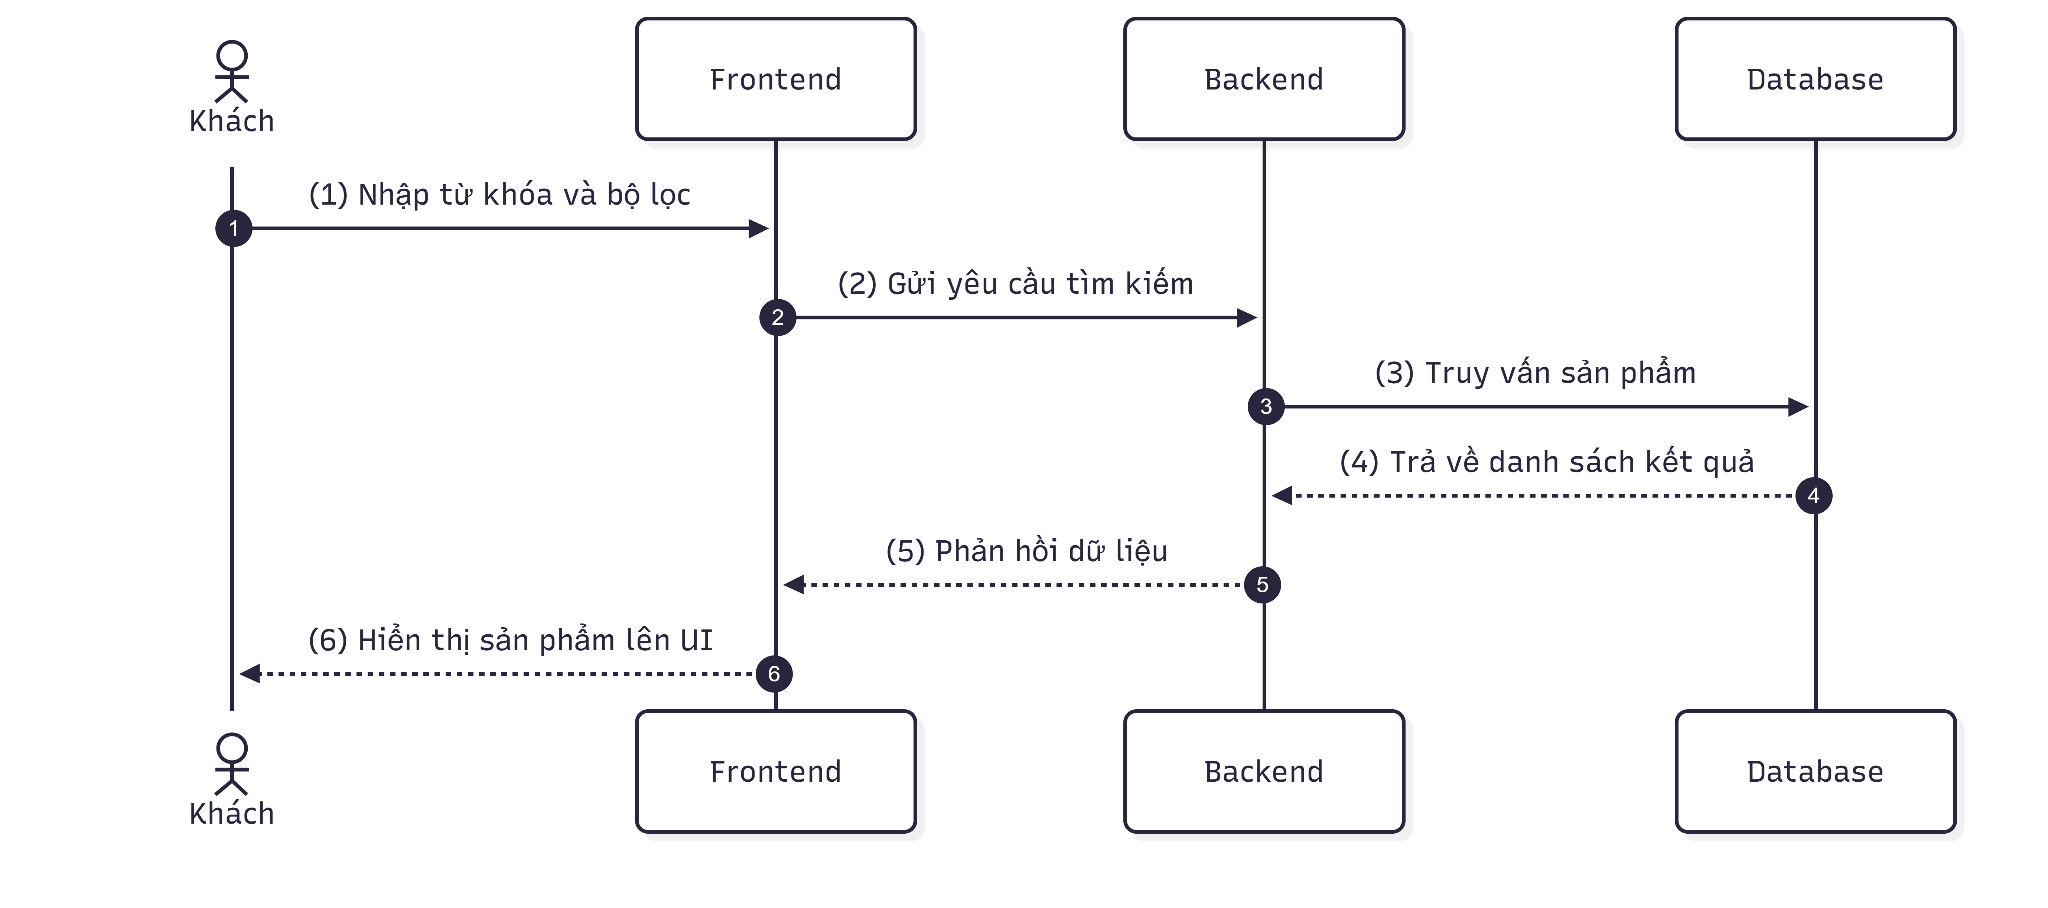 Khách
Frontend
Backend
Database
(1) Nhập từ khóa và bộ lọc
1
(2) Gửi yêu cầu tìm kiếm
2
(3) Truy vấn sản phẩm
3
(4) Trả về danh sách kết quả
4
(5) Phản hồi dữ liệu
5
(6) Hiển thị sản phẩm lên UI
6
Khách
Frontend
Backend
Database